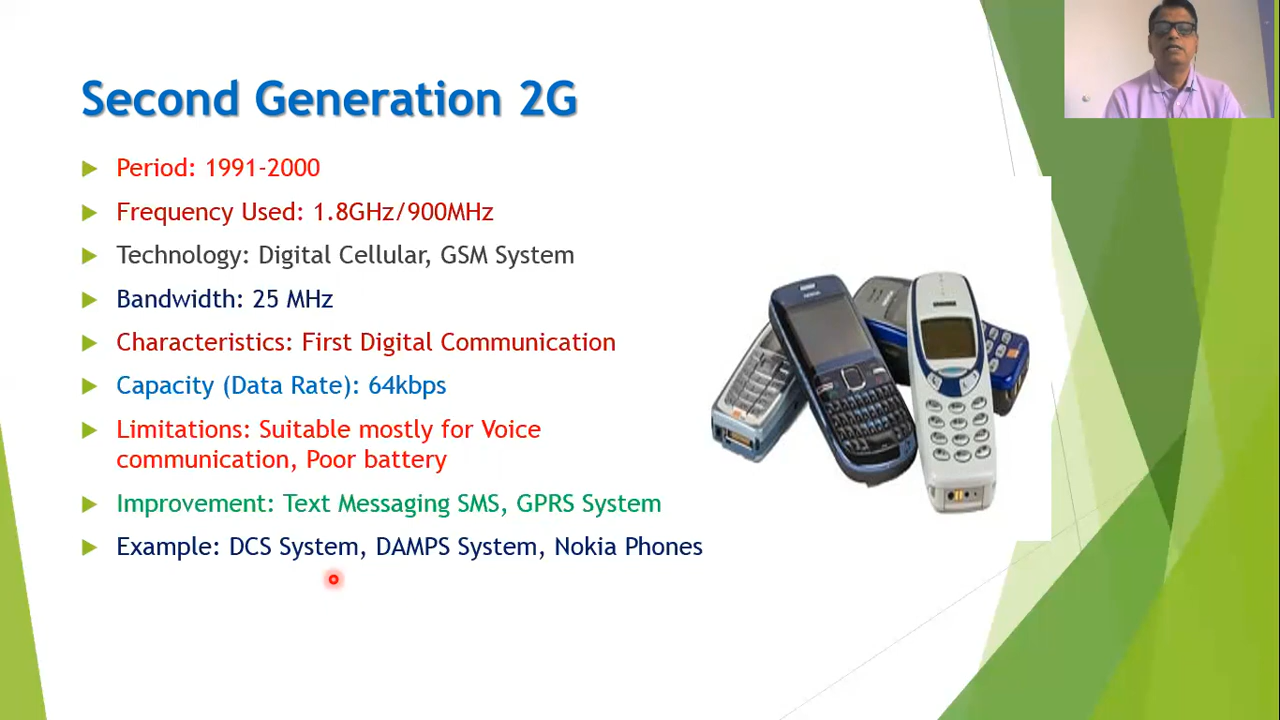 Second Generation 2G
Period: 1991-2000
Frequency Used: 1.8GHz/900MHz
Technology: Digital Cellular, GSM System
Bandwidth: 25 MHz
Characteristics: First Digital Communication
Capacity (Data Rate): 64kbps
Limitations: Suitable mostly for Voice
communication, Poor battery
Improvement: Text Messaging SMS, GPRS System
Example: DCS System, DAMPS System, Nokia Phones